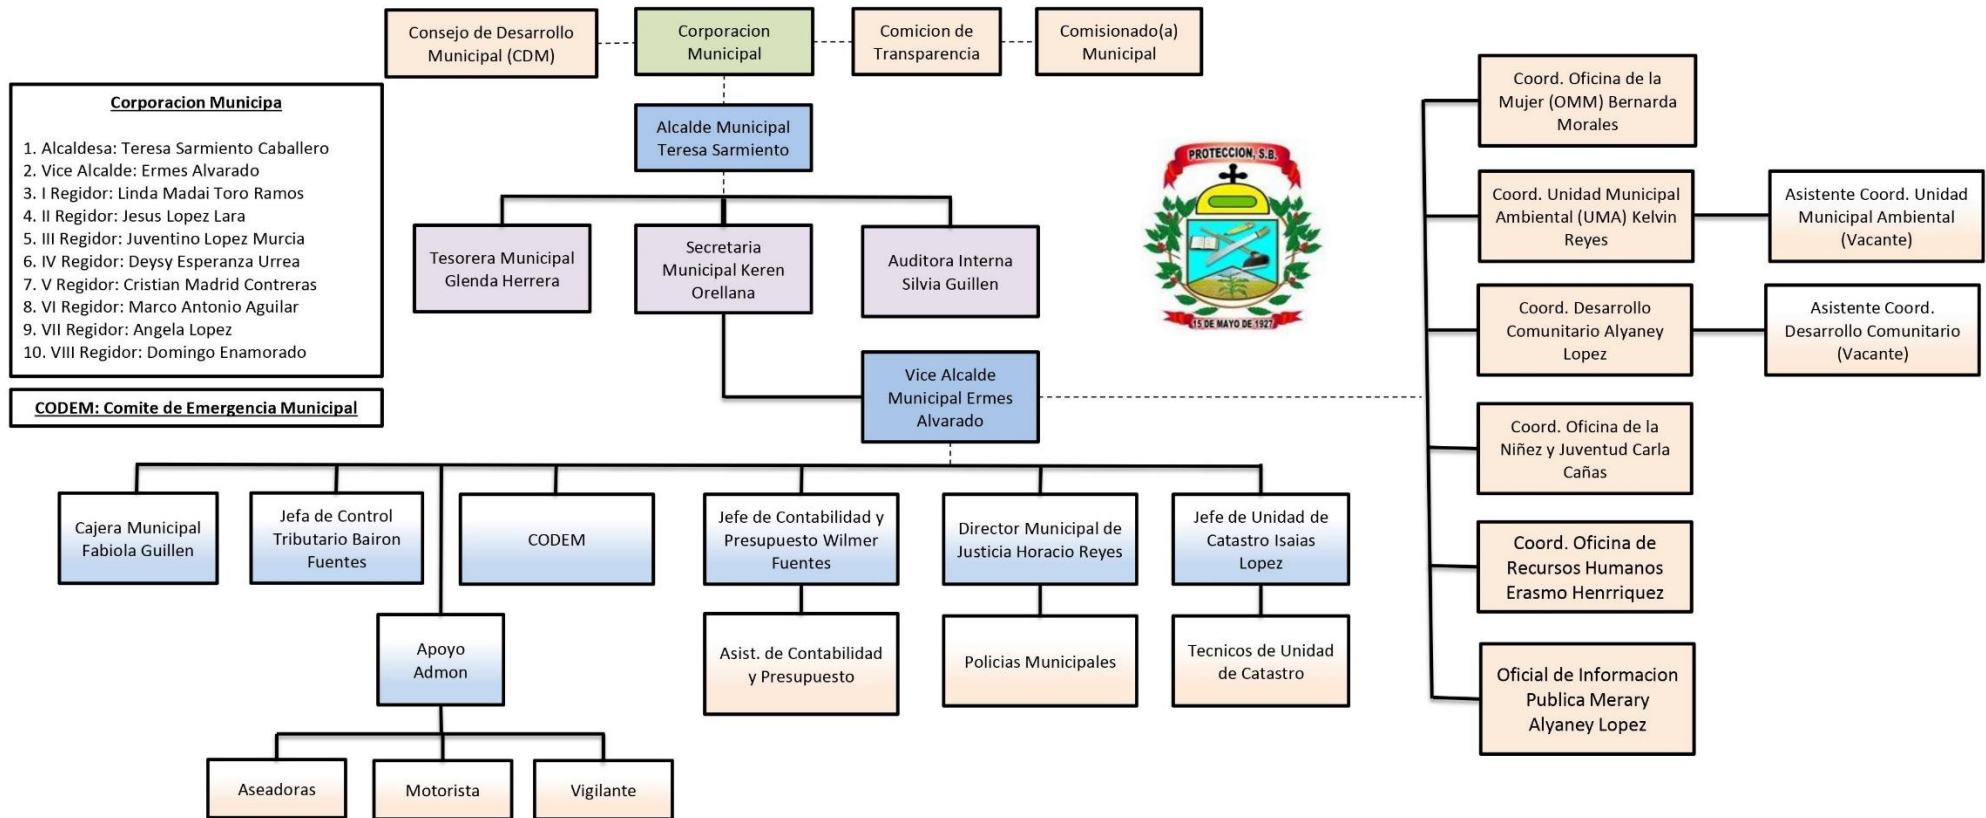 Consejo de Desarrollo
Municipal (CDM)
Corporacion
Municipal
Comicion de
Transparencia
Comisionado(a)
Municipal
Corporacion Municipa
1. Alcaldesa: Teresa Sarmiento Caballero
2. Vice Alcalde: Ermes Alvarado
3. I Regidor: Linda Madai Toro Ramos
4. II Regidor: Jesus Lopez Lara
5. III Regidor: Juventino Lopez Murcia
6. IV Regidor: Deysy Esperanza Urrea
7. V Regidor: Cristian Madrid Contreras
8. VI Regidor: Marco Antonio Aguilar
9. VII Regidor: Angela Lopez
10. VIII Regidor: Domingo Enamorado
CODEM: Comite de Emergencia Municipal
Alcalde Municipal
Teresa Sarmiento
Tesorera Municipal
Glenda Herrera
Secretaria
Municipal Keren
Orellana
Auditora Interna
Silvia Guillen
PROTECCION, S.B.
15 DE MAYO DE 1927
Vice Alcalde
Municipal Ermes
Alvarado
Cajera Municipal
Fabiola Guillen
Jefa de Control
Tributario Bairon
Fuentes
CODEM
Jefe de Contabilidad y
Presupuesto Wilmer
Fuentes
Director Municipal de
Justicia Horacio Reyes
Jefe de Unidad de
Catastro Isaias
Lopez
Apoyo
Admon
Asist. de Contabilidad
y Presupuesto
Policias Municipales
Tecnicos de Unidad
de Catastro
Aseadoras
Motorista
Vigilante
Coord. Oficina de la
Mujer (OMM) Bernarda
Morales
Coord. Unidad Municipal
Ambiental (UMA) Kelvin
Reyes
Asistente Coord. Unidad
Municipal Ambiental
(Vacante)
Coord. Desarrollo
Comunitario Alyaney
Lopez
Asistente Coord.
Desarrollo Comunitario
(Vacante)
Coord. Oficina de la
Niñez y Juventud Carla
Cañas
Coord. Oficina de
Recursos Humanos
Erasmo Henrriquez
Oficial de Informacion
Publica Merary
Alyaney Lopez